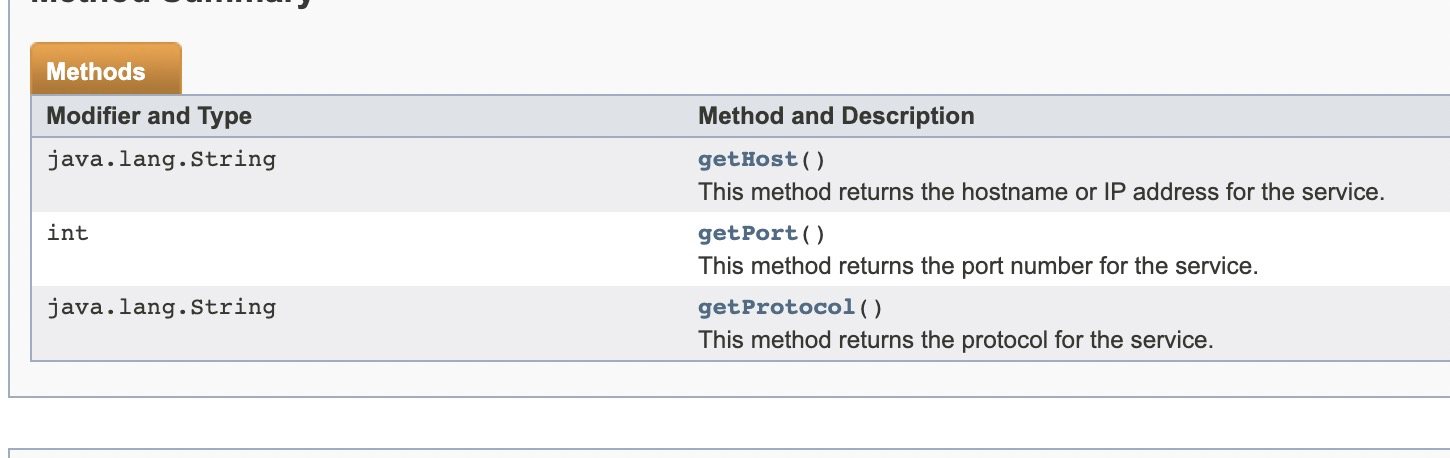 Method Summary
Methods
Modifier and Type Method and Description
java.lang.String getHost()
This method returns the hostname or IP address for the service.
int getPort()
This method returns the port number for the service.
java.lang.String getProtocol()
This method returns the protocol for the service.